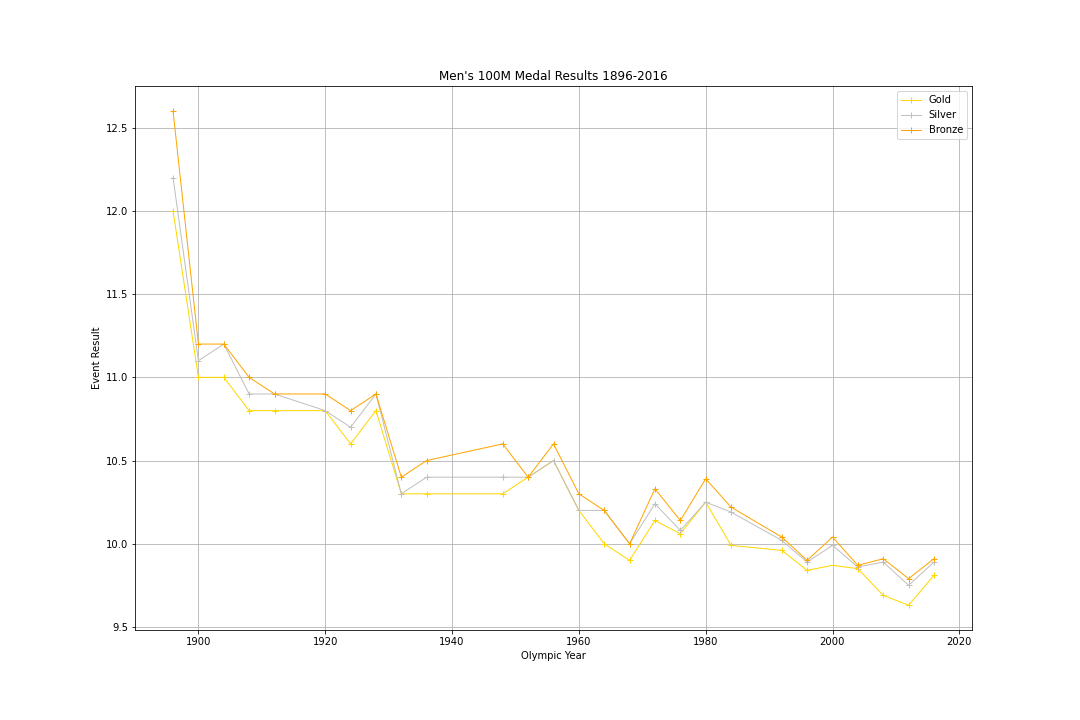 Men's 100M Medal Results 1896-2016
Gold
Silver
Bronze
12.5
12.0
11.5
11.0
10.5
10.0
9.5
Event Result
1900 1920 1940 1960 1980 2000 2020
Olympic Year